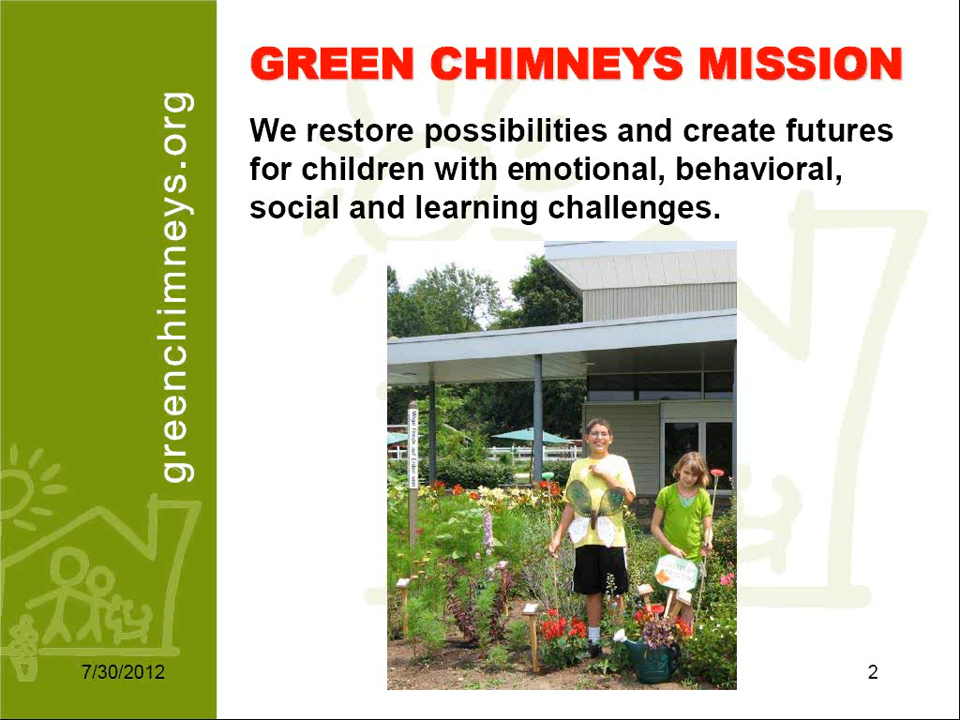 GREEN CHIMNEYS MISSION
We restore possibilities and create futures
for children with emotional, behavioral,
social and learning challenges.
greenchimneys.org
7/30/2012
2